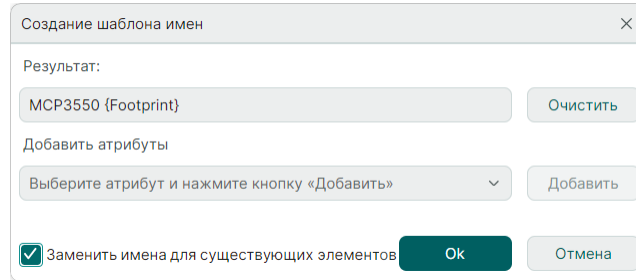 Создание шаблона имен
Результат:
MCP3550 {Footprint}
Очистить
Добавить атрибуты
Выберите атрибут и нажмите кнопку «Добавить»
Добавить
Заменить имена для существующих элементов
Ok
Отмена